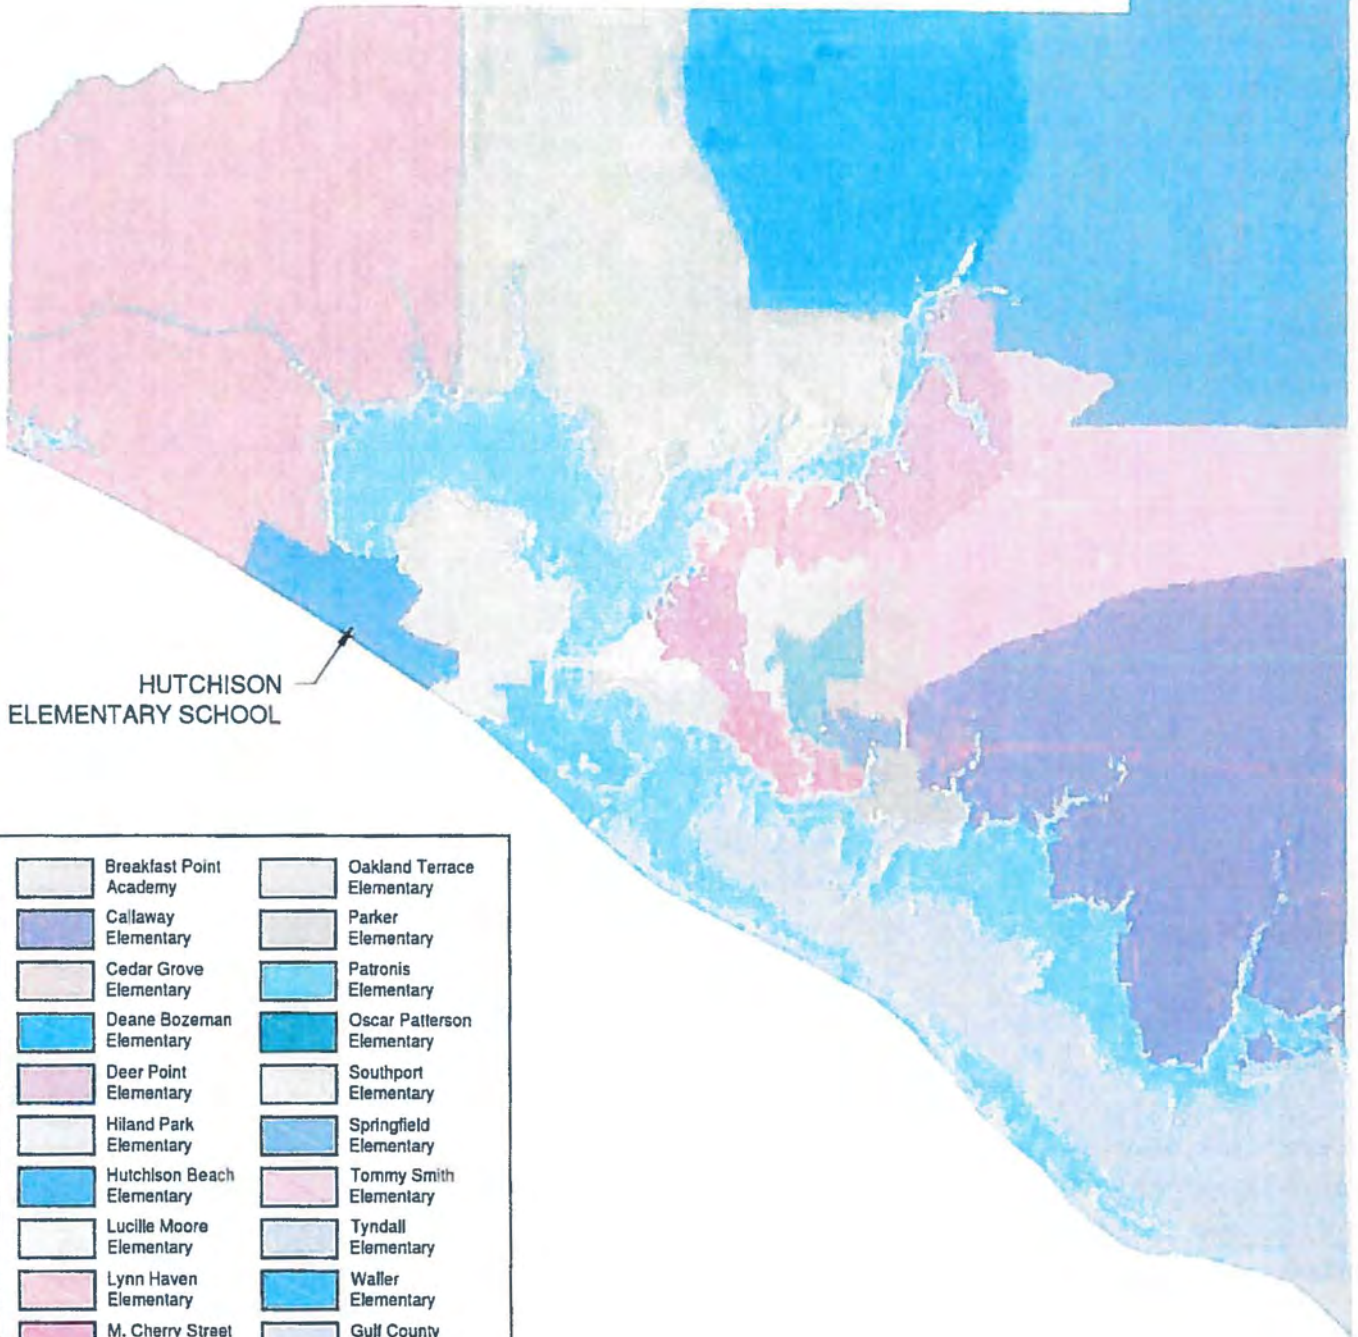 HUTCHISON
ELEMENTARY SCHOOL
Breakfast Point
Academy
Callaway
Elementary
Cedar Grove
Elementary
Deane Bozeman
Elementary
Deer Point
Elementary
Hiland Park
Elementary
Hutchison Beach
Elementary
Lucille Moore
Elementary
Lynn Haven
Elementary
M. Cherry Street
Oakland Terrace
Elementary
Parker
Elementary
Patronis
Elementary
Oscar Patterson
Elementary
Southport
Elementary
Springfield
Elementary
Tommy Smith
Elementary
Tyndall
Elementary
Waller
Elementary
Gulf County